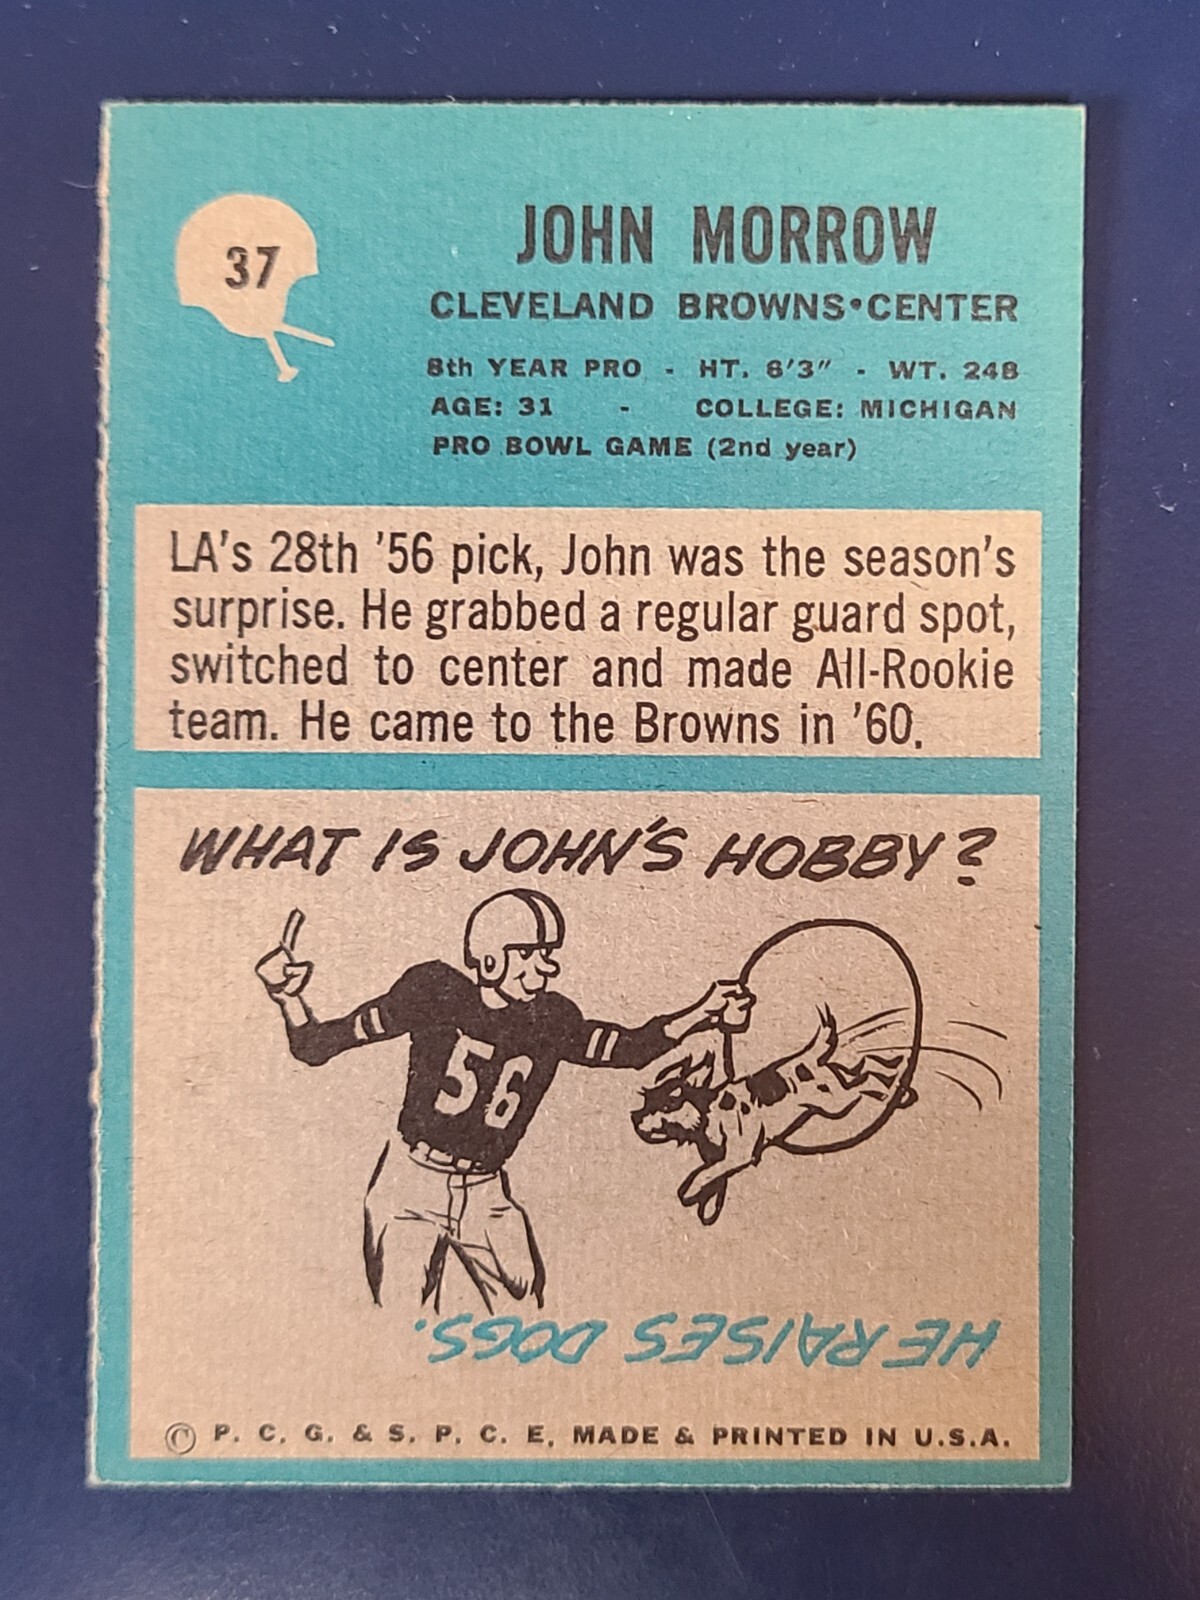 37
JOHN MORROW
CLEVELAND BROWNS•CENTER
8th YEAR PRO - HT. 6'3" - WT. 248
AGE: 31 - COLLEGE: MICHIGAN
PRO BOWL GAME (2nd year)
LA's 28th '56 pick, John was the season's
surprise. He grabbed a regular guard spot,
switched to center and made All-Rookie
team. He came to the Browns in '60.
WHAT IS JOHN'S HOBBY?
56
HE RAISES DOGS.
© P. C. G. & S. P. C. E. MADE & PRINTED IN U.S.A.